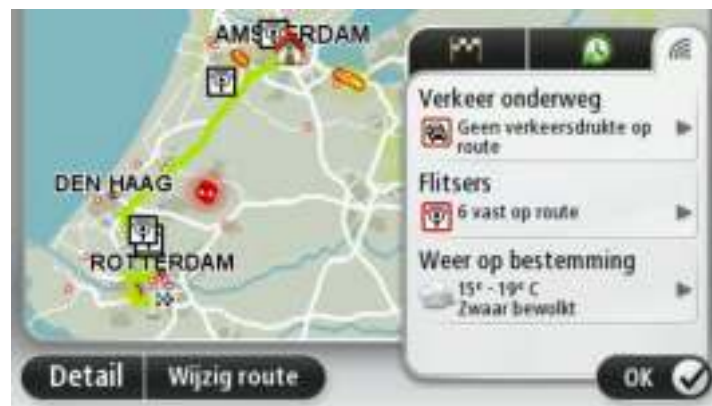 AMSTERDAM
DEN HAAG
ROTTERDAM
Verkeer onderweg
Geen verkeersdrukte op
route
Flitsers
6 vast op route
Weer op bestemming
15° - 19° C
Zwaar bewolkt
Detail
Wijzig route
OK